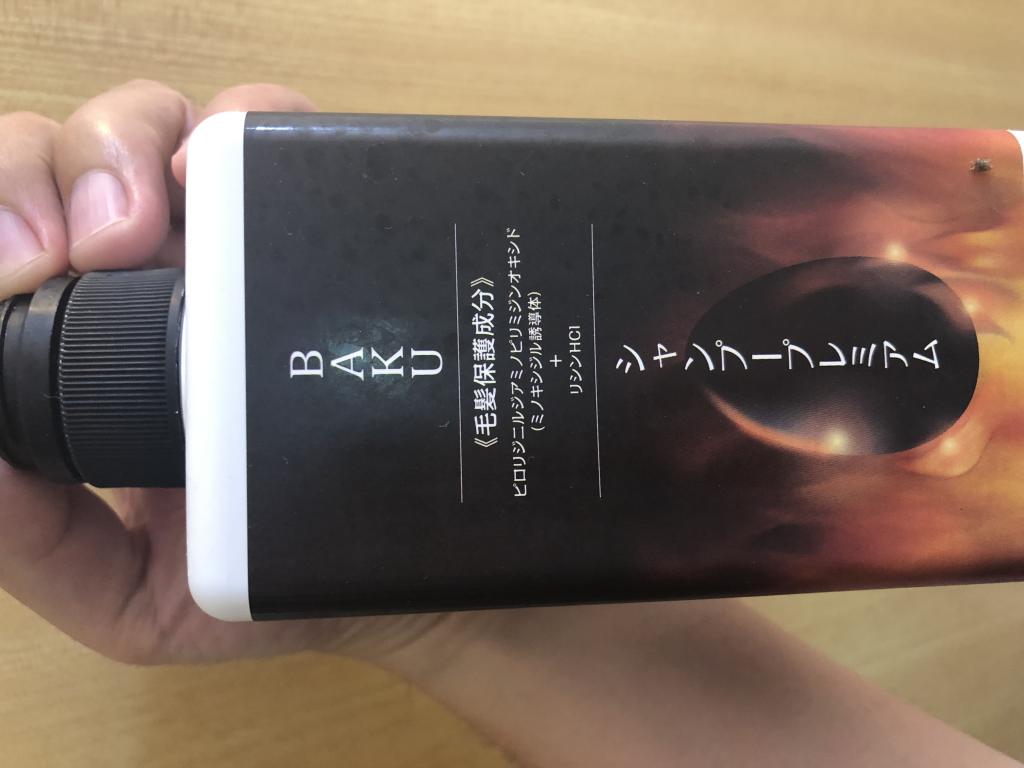 BAKU
《毛髪保護成分》
ピロリジニルジアミノピリミジンオキシド
(ミノキシジル誘導体)
+
リシンHCl
シャンプープレミアム